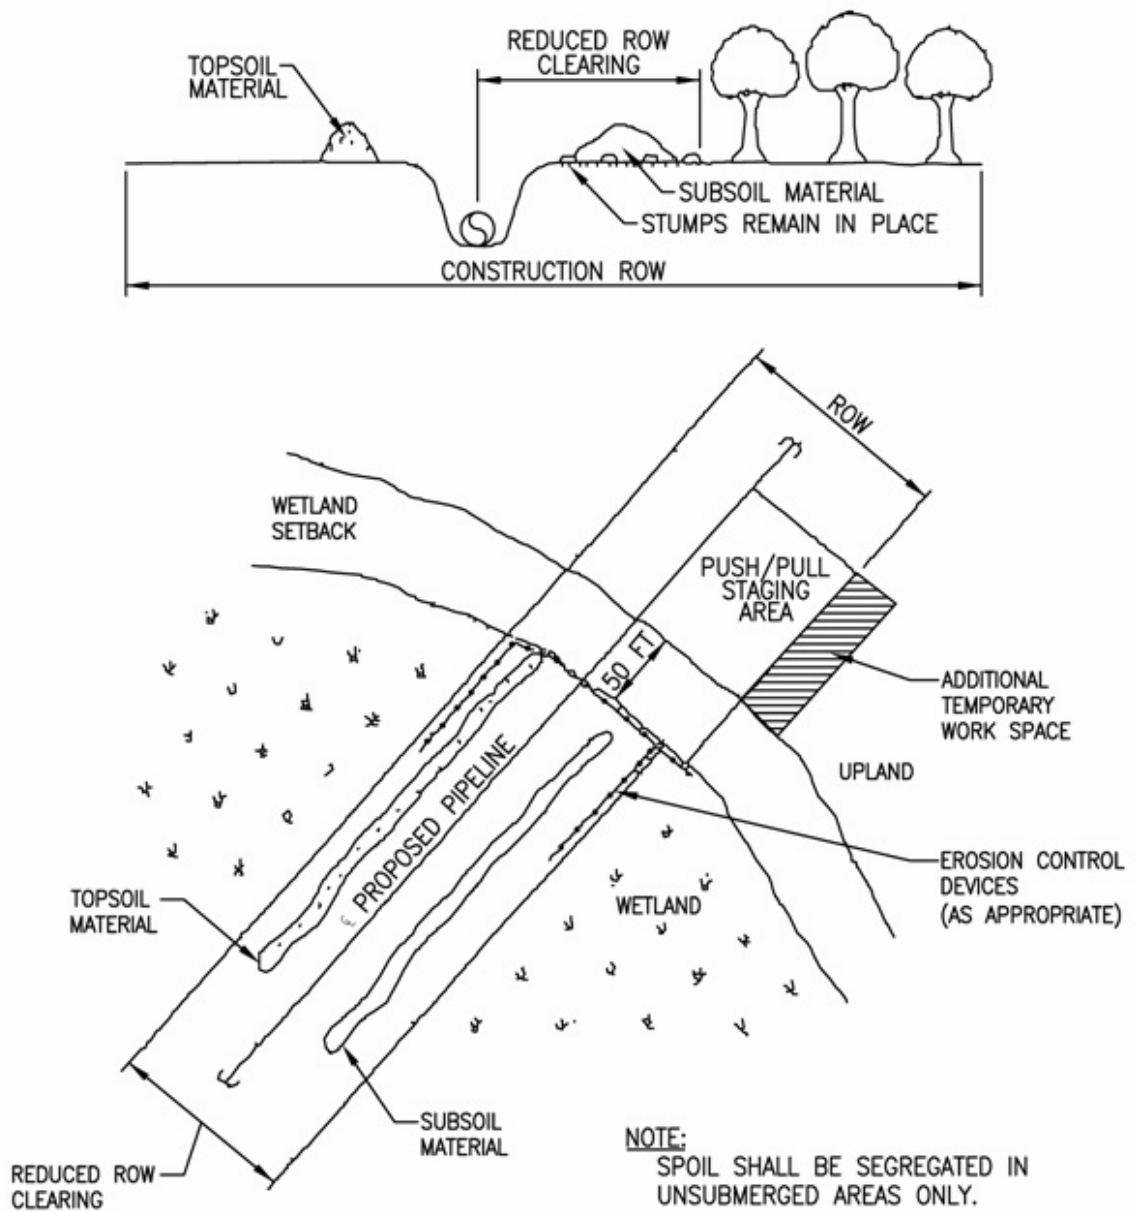 REDUCED ROW
CLEARING
TOPSOIL
MATERIAL
SUBSOIL MATERIAL
STUMPS REMAIN IN PLACE
CONSTRUCTION ROW
ROW
WETLAND
SETBACK
PUSH/PULL
STAGING
AREA
50 FT
ADDITIONAL
TEMPORARY
WORK SPACE
UPLAND
PROPOSED PIPELINE
EROSION CONTROL
DEVICES
(AS APPROPRIATE)
TOPSOIL
MATERIAL
WETLAND
SUBSOIL
MATERIAL
REDUCED ROW
CLEARING
NOTE:
SPOIL SHALL BE SEGREGATED IN
UNSUBMERGED AREAS ONLY.